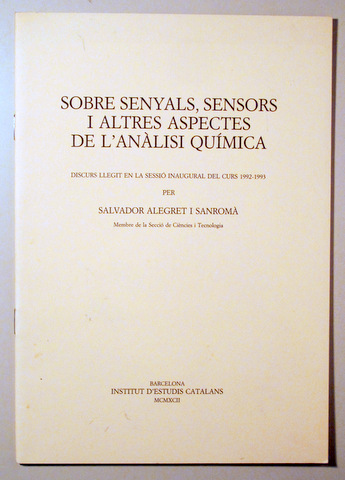 SOBRE SENYALS, SENSORS
I ALTRES ASPECTES
DE L'ANÀLISI QUÍMICA
DISCURS LLEGIT EN LA SESSIÓ INAUGURAL DEL CURS 1992-1993
PER
SALVADOR ALEGRET I SANROMÀ
Membre de la Secció de Ciències i Tecnologia
BARCELONA
INSTITUT D'ESTUDIS CATALANS
MCMXCII